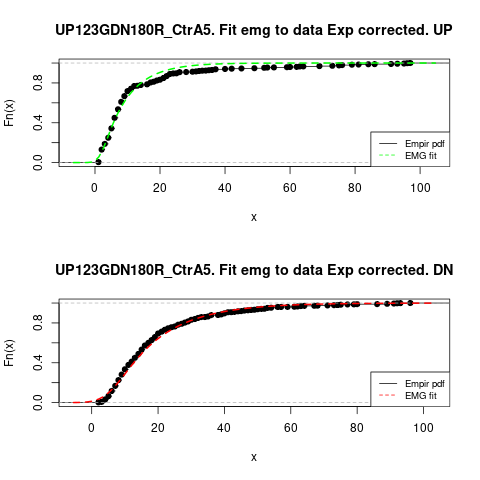 UP123GDN180R_CtrA5. Fit emg to data Exp corrected. UP
Fn(x)
0.0 0.4 0.8
Empir pdf
EMG fit
0 20 40 60 80 100
x
UP123GDN180R_CtrA5. Fit emg to data Exp corrected. DN
Fn(x)
0.0 0.4 0.8
Empir pdf
EMG fit
0 20 40 60 80 100
x